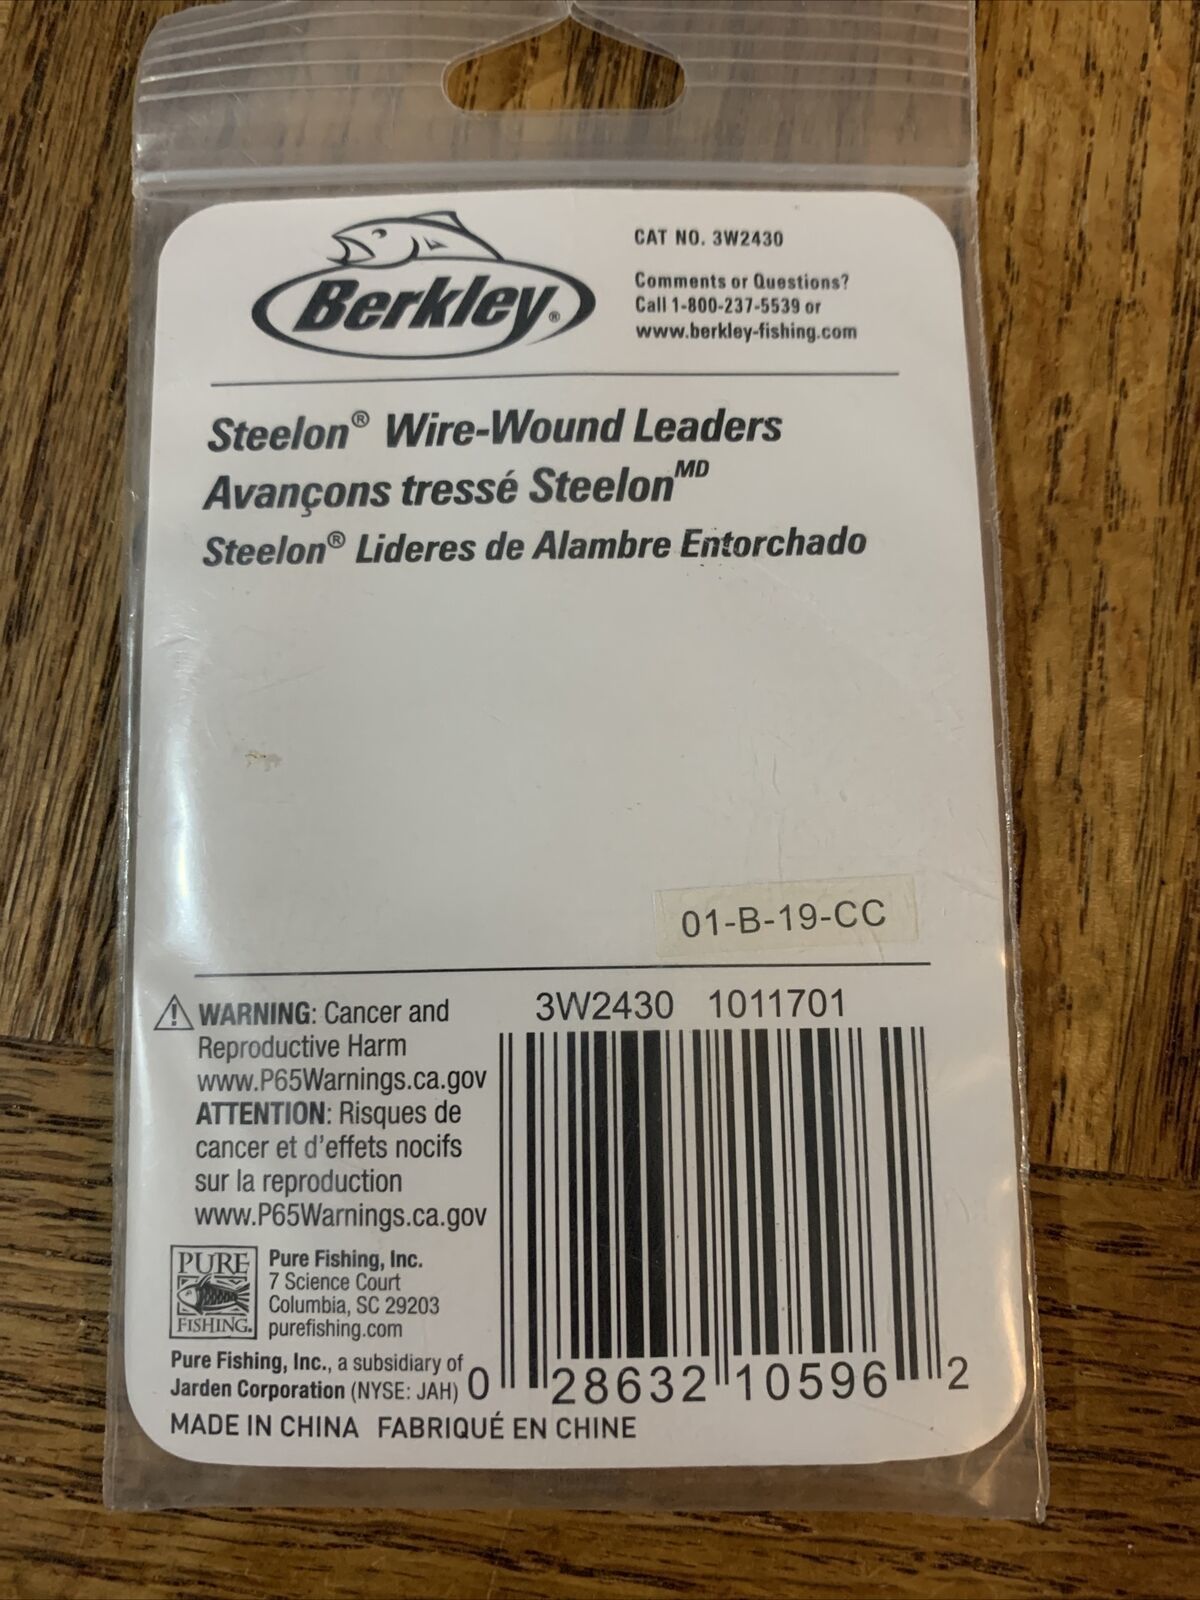 Berkley®
CAT NO. 3W2430
Comments or Questions?
Call 1-800-237-5539 or
www.berkley-fishing.com
Steelon® Wire-Wound Leaders
Avançons tressé Steelon MD
Steelon® Lideres de Alambre Entorchado
01-B-19-CC
⚠ WARNING: Cancer and
Reproductive Harm
www.P65Warnings.ca.gov
ATTENTION: Risques de
cancer et d'effets nocifs
sur la reproduction
www.P65Warnings.ca.gov
PURE
FISHING.
Pure Fishing, Inc.
7 Science Court
Columbia, SC 29203
purefishing.com
Pure Fishing, Inc., a subsidiary of
Jarden Corporation (NYSE: JAH)
MADE IN CHINA FABRIQUÉ EN CHINE
3W2430 1011701
0 28632 10596 2